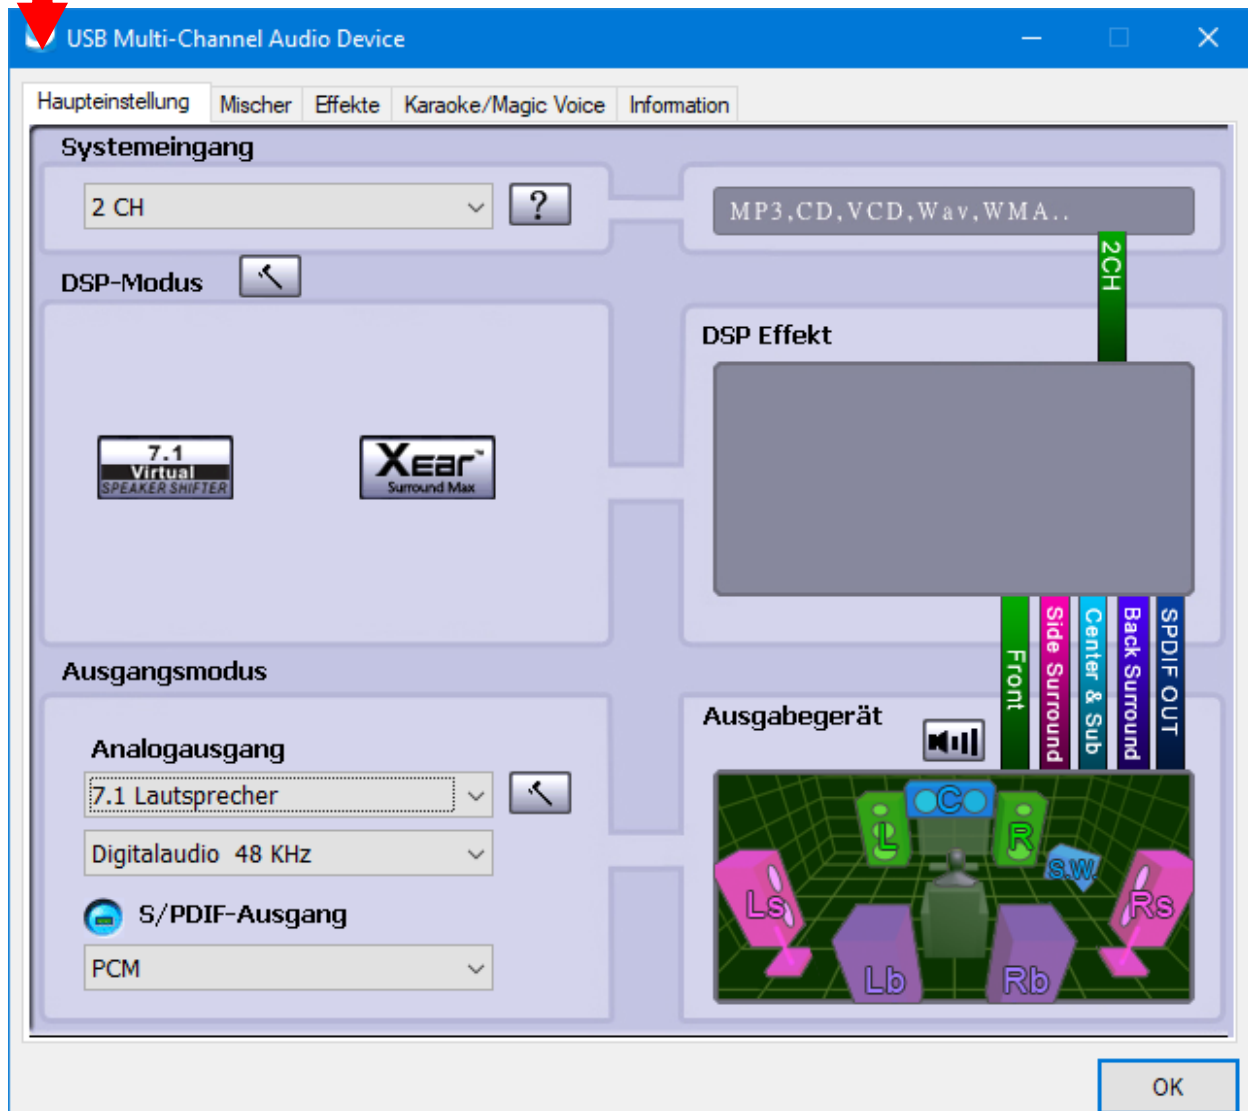 USB Multi-Channel Audio Device
Haupteinstellung Mischer Effekte Karaoke/Magic Voice Information
Systemeingang
2 CH
?
MP3,CD,VCD,Wav,WMA..
2CH
DSP-Modus
DSP Effekt
7.1
Virtual
SPEAKER SHIFTER
Xear™
Surround Max
Front
Side Surround
Center & Sub
Back Surround
SPDIF OUT
Ausgangsmodus
Ausgabegerät
Analogausgang
7.1 Lautsprecher
Digitalaudio 48 KHz
S/PDIF-Ausgang
PCM
C
L
R
S.W.
Ls
Rs
Lb
Rb
OK